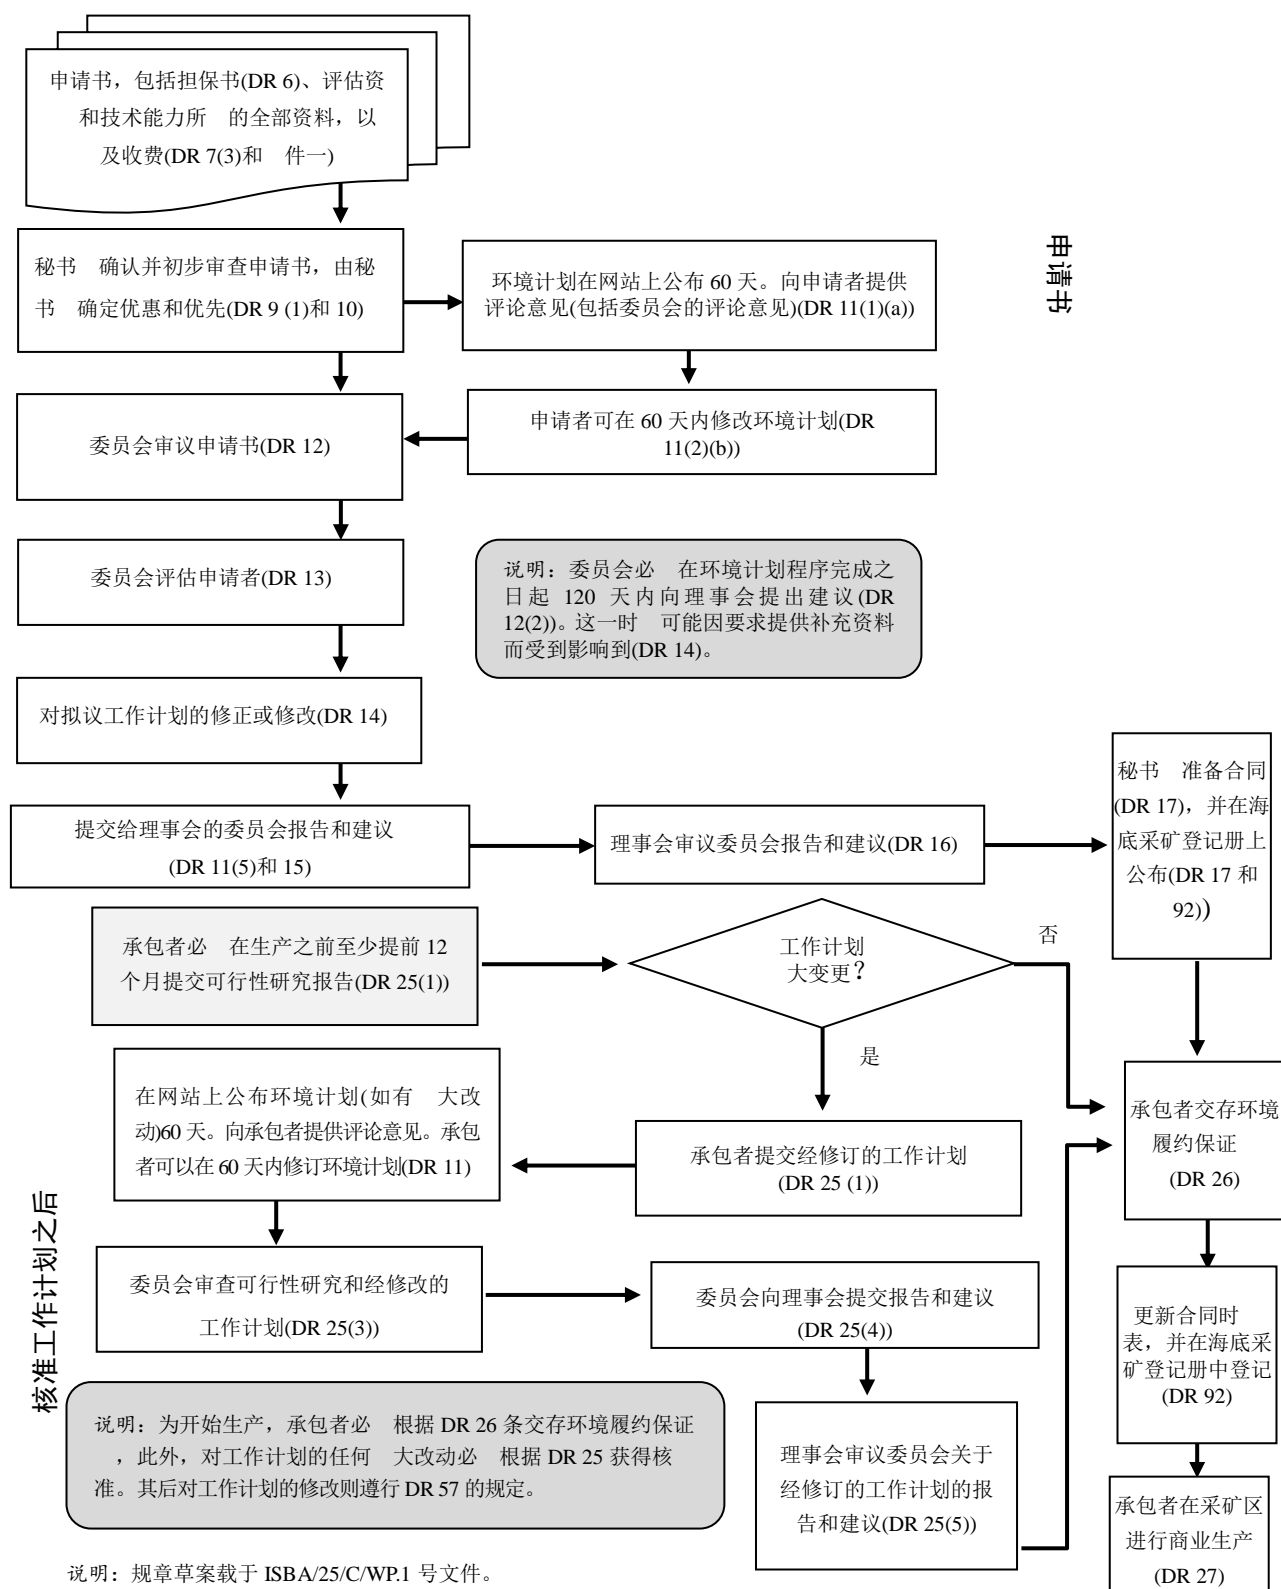 申请书，包括担保书(DR 6)、评估资
和技术能力所 的全部资料，以
及收费(DR 7(3)和 件一)
秘书 确认并初步审查申请书，由秘
书 确定优惠和优先(DR 9 (1)和 10)
环境计划在网站上公布 60 天。向申请者提供
评论意见(包括委员会的评论意见)(DR 11(1)(a))
申请书
申请者可在 60 天内修改环境计划(DR
11(2)(b))
委员会审议申请书(DR 12)
委员会评估申请者(DR 13)
说明：委员会必 在环境计划程序完成之
日起 120 天内向理事会提出建议(DR
12(2))。这一时 可能因要求提供补充资料
而受到影响到(DR 14)。
对拟议工作计划的修正或修改(DR 14)
提交给理事会的委员会报告和建议
(DR 11(5)和 15)
理事会审议委员会报告和建议(DR 16)
秘书 准备合同
(DR 17)，并在海
底采矿登记册上
公布(DR 17 和
92))
承包者必 在生产之前至少提前 12
个月提交可行性研究报告(DR 25(1))
工作计划
大变更？
否
是
在网站上公布环境计划(如有 大改
动)60 天。向承包者提供评论意见。承包
者可以在 60 天内修订环境计划(DR 11)
承包者提交经修订的工作计划
(DR 25 (1))
承包者交存环境
履约保证
(DR 26)
核准工作计划之后
委员会审查可行性研究和经修改的
工作计划(DR 25(3))
委员会向理事会提交报告和建议
(DR 25(4))
更新合同时
表，并在海底采
矿登记册中登记
(DR 92)
说明：为开始生产，承包者必 根据 DR 26 条交存环境履约保证
，此外，对工作计划的任何 大改动必 根据 DR 25 获得核
准。其后对工作计划的修改则遵行 DR 57 的规定。
理事会审议委员会关于
经修订的工作计划的报
告和建议(DR 25(5))
承包者在采矿区
进行商业生产
(DR 27)
说明：规章草案载于 ISBA/25/C/WP.1 号文件。